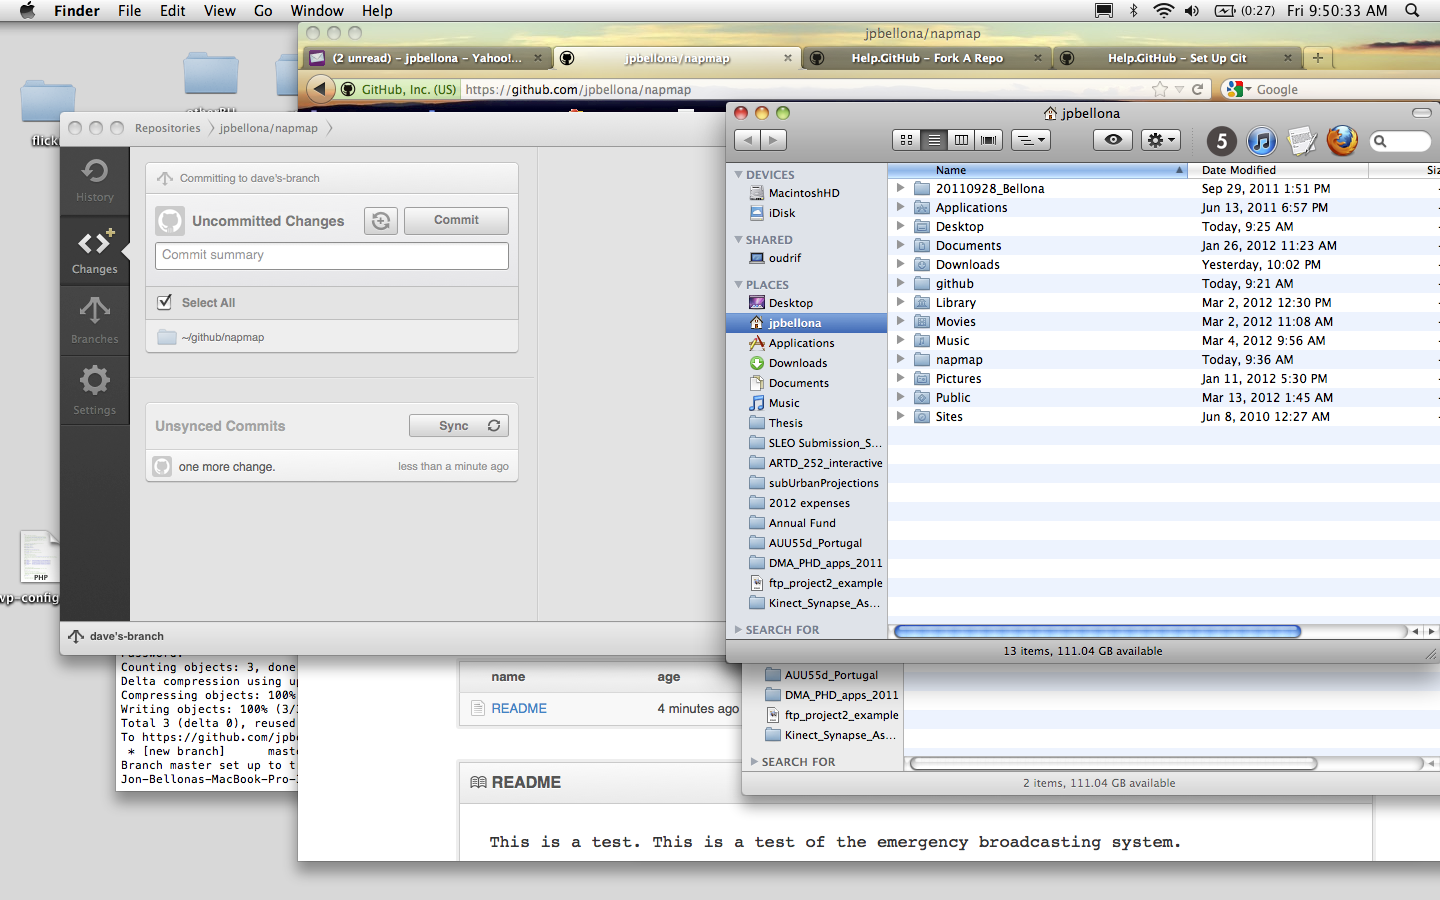 Finder File Edit View Go Window Help
(0:27) Fri 9:50:33 AM
jpbellona/napmap
(2 unread) – jpbellona – Yahoo!...
jpbellona/napmap
Help.GitHub – Fork A Repo
Help.GitHub – Set Up Git
GitHub, Inc. (US)
https://github.com/jpbellona/napmap
Google
Repositories
jpbellona/napmap
History
Changes
Branches
Settings
Committing to dave's-branch
Uncommitted Changes
Commit
Commit summary
Select All
~/github/napmap
Unsynced Commits
Sync
one more change.
less than a minute ago
dave's-branch
jpbellona
5
DEVICES
MacintoshHD
iDisk
SHARED
oudrif
PLACES
Desktop
jpbellona
Applications
Downloads
Documents
Music
Thesis
SLEO Submission_S...
ARTD_252_interactive
subUrbanProjections
2012 expenses
Annual Fund
AUU55d_Portugal
DMA_PHD_apps_2011
ftp_project2_example
Kinect_Synapse_As...
SEARCH FOR
Name Date Modified Siz
20110928_Bellona Sep 29, 2011 1:51 PM
Applications Jun 13, 2011 6:57 PM
Desktop Today, 9:25 AM
Documents Jan 26, 2012 11:23 AM
Downloads Yesterday, 10:02 PM
github Today, 9:21 AM
Library Mar 2, 2012 12:30 PM
Movies Mar 2, 2012 11:08 AM
Music Mar 4, 2012 9:56 AM
napmap Today, 9:36 AM
Pictures Jan 11, 2012 5:30 PM
Public Mar 13, 2012 1:45 AM
Sites Jun 8, 2010 12:27 AM
13 items, 111.04 GB available
AUU55d_Portugal
DMA_PHD_apps_2011
ftp_project2_example
Kinect_Synapse_As...
SEARCH FOR
2 items, 111.04 GB available
flick
PHP
wp-config
Password:
Counting objects: 3, done
Delta compression using up
Compressing objects: 100%
Writing objects: 100% (3/3
Total 3 (delta 0), reused
To https://github.com/jpbe
* [new branch] maste
Branch master set up to t
Jon-Bellonas-MacBook-Pro-
name age
README 4 minutes ago
README
This is a test. This is a test of the emergency broadcasting system.